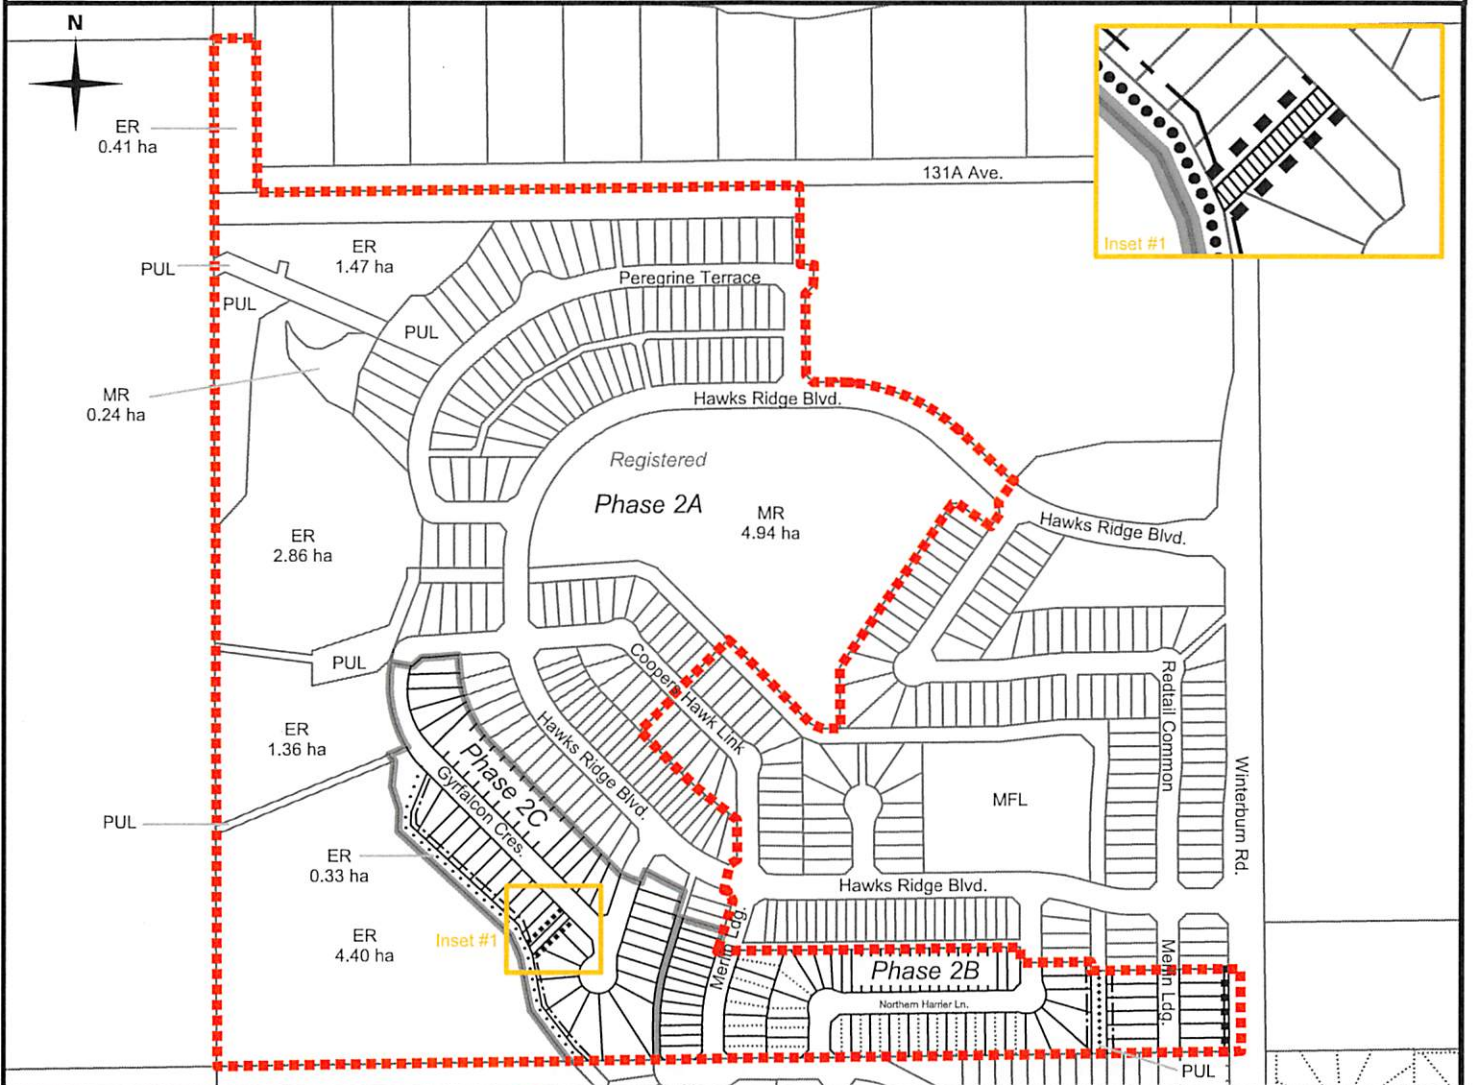 N
ER
0.41 ha
131A Ave.
Inset #1
PUL
ER
1.47 ha
PUL
Peregrine Terrace
PUL
MR
0.24 ha
Hawks Ridge Blvd.
Registered
Phase 2A
MR
4.94 ha
Hawks Ridge Blvd.
ER
2.86 ha
PUL
Coopers Hawk Link
Redtail Common
ER
1.36 ha
Hawks Ridge Blvd.
Phase 2C
Gyrfalcon Cres.
Winterburn Rd.
MFL
PUL
ER
0.33 ha
Hawks Ridge Blvd.
ER
4.40 ha
Inset #1
Merlin Ldg.
Phase 2B
Northern Harrier Ln.
Merlin Ldg.
PUL